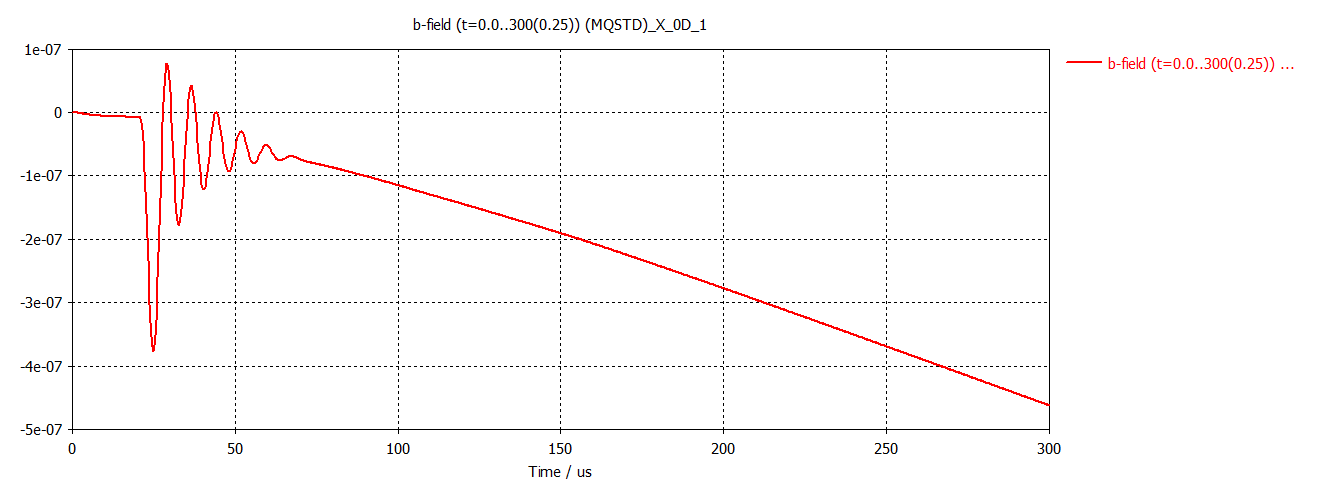 b-field (t=0.0..300(0.25)) (MQSTD)_X_0D_1
1e-07
0
-1e-07
-2e-07
-3e-07
-4e-07
-5e-07
0 50 100 150 200 250 300
Time / us
b-field (t=0.0..300(0.25)) ...